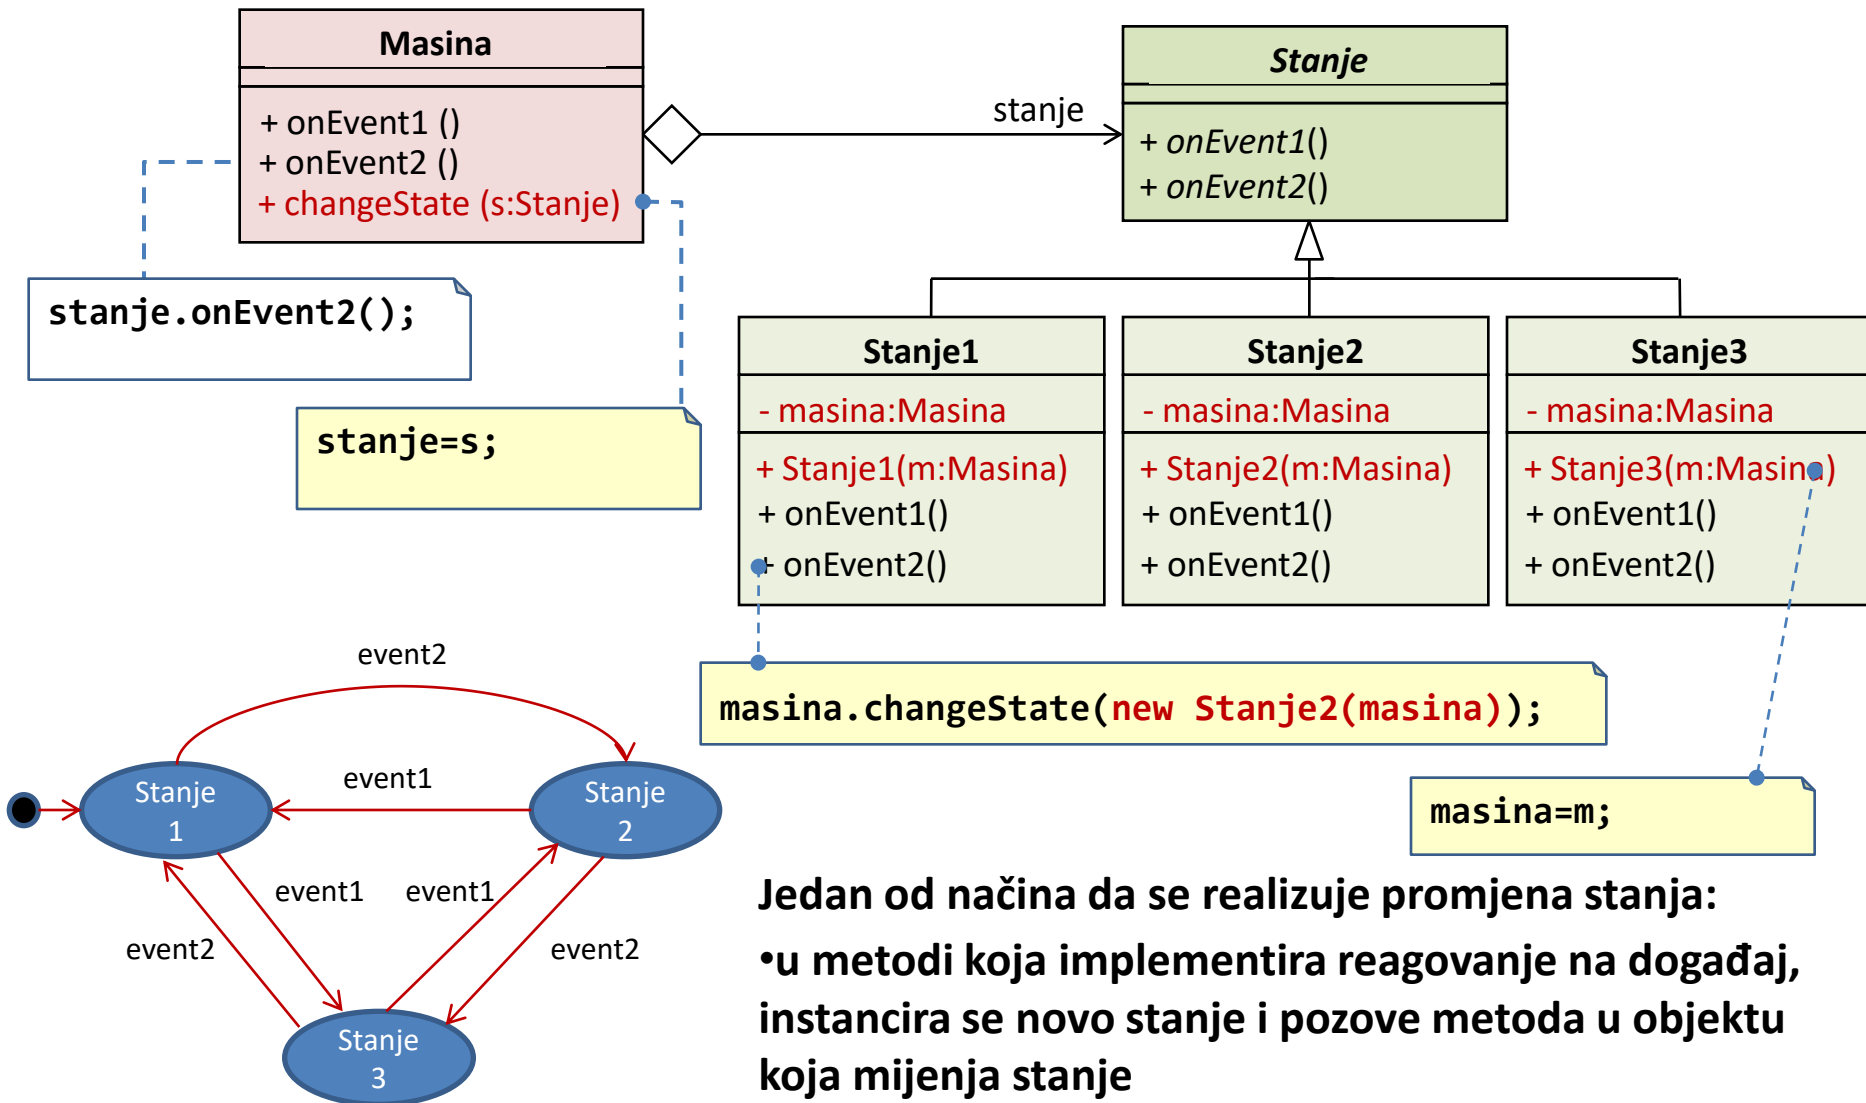 Masina
+ onEvent1 ()
+ onEvent2 ()
+ changeState (s:Stanje)
stanje
Stanje
+ onEvent1()
+ onEvent2()
stanje.onEvent2();
stanje=s;
Stanje1
- masina:Masina
+ Stanje1(m:Masina)
+ onEvent1()
+ onEvent2()
Stanje2
- masina:Masina
+ Stanje2(m:Masina)
+ onEvent1()
+ onEvent2()
Stanje3
- masina:Masina
+ Stanje3(m:Masina)
+ onEvent1()
+ onEvent2()
masina.changeState(new Stanje2(masina));
masina=m;
event2
Stanje
1
event1
Stanje
2
event1
event1
event2
event2
Stanje
3
Jedan od načina da se realizuje promjena stanja:
•u metodi koja implementira reagovanje na događaj,
instancira se novo stanje i pozove metoda u objektu
koja mijenja stanje